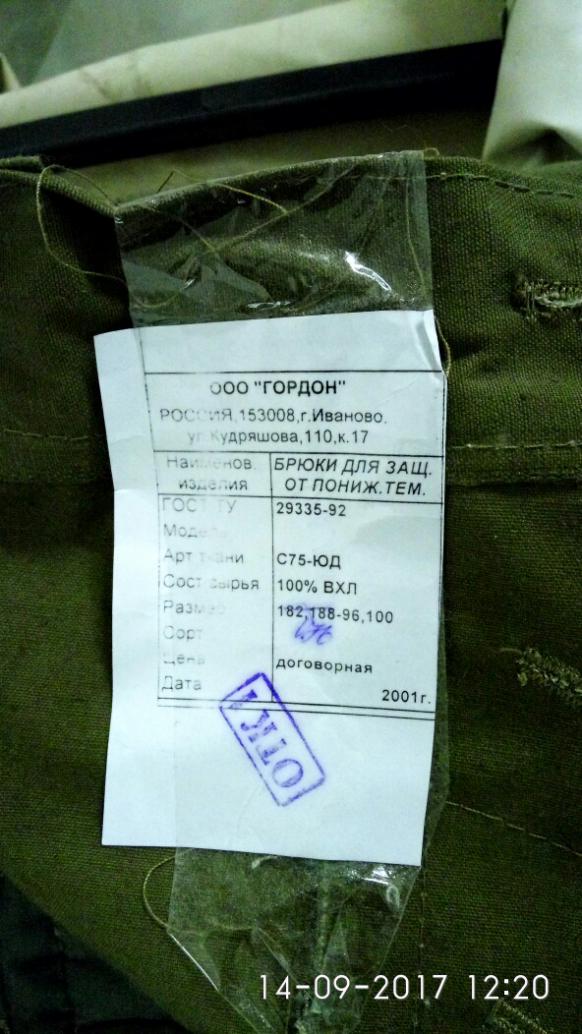 ООО "ГОРДОН"
РОССИЯ,153008,г.Иваново.
ул.Кудряшова,110,к.17
Наименов. БРЮКИ ДЛЯ ЗАЩ.
изделия ОТ ПОНИЖ.ТЕМ.
ГОСТ ТУ 29335-92
Модель
Арт ткани С75-ЮД
Сост сырья 100% ВХЛ
Размер 182,188-96,100
Сорт
Цена договорная
Дата 2001г.
ОТК 1
14-09-2017 12:20